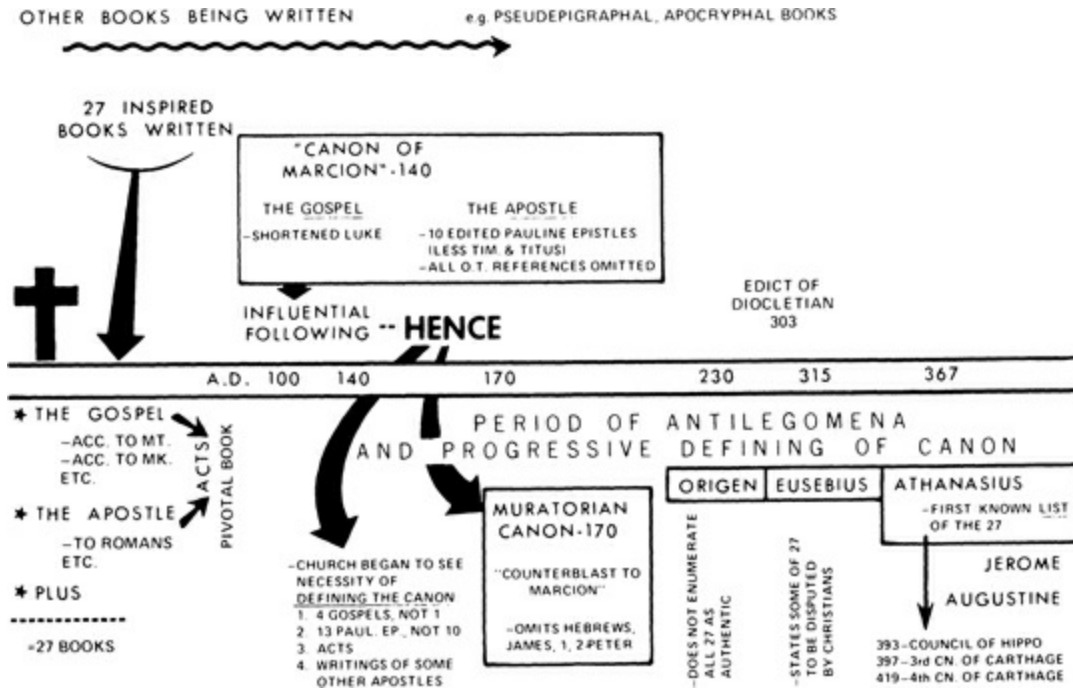 OTHER BOOKS BEING WRITTEN
e.g. PSEUDEPIGRAPHAL, APOCRYPHAL BOOKS
27 INSPIRED
BOOKS WRITTEN
"CANON OF
MARCION"-140
THE GOSPEL
-SHORTENED LUKE
THE APOSTLE
-10 EDITED PAULINE EPISTLES
(LESS TIM. & TITUS)
-ALL O.T. REFERENCES OMITTED
INFLUENTIAL
FOLLOWING -- HENCE
EDICT OF
DIOCLETIAN
303
A.D. 100 140 170 230 315 367
* THE GOSPEL
-ACC. TO MT.
-ACC. TO MK.
ETC.
* THE APOSTLE
-TO ROMANS
ETC.
* PLUS
=27 BOOKS
ACTS
PIVOTAL BOOK
PERIOD OF ANTILEGOMENA
AND PROGRESSIVE DEFINING OF CANON
-CHURCH BEGAN TO SEE
NECESSITY OF
DEFINING THE CANON
1. 4 GOSPELS, NOT 1
2. 13 PAUL. EP., NOT 10
3. ACTS
4. WRITINGS OF SOME
OTHER APOSTLES
MURATORIAN
CANON-170
"COUNTERBLAST TO
MARCION"
-OMITS HEBREWS,
JAMES, 1, 2-PETER
ORIGEN
-DOES NOT ENUMERATE
ALL 27 AS
AUTHENTIC
EUSEBIUS
-STATES SOME OF 27
TO BE DISPUTED
BY CHRISTIANS
ATHANASIUS
-FIRST KNOWN LIST
OF THE 27
JEROME
AUGUSTINE
393-COUNCIL OF HIPPO
397-3rd CN. OF CARTHAGE
419-4th CN. OF CARTHAGE